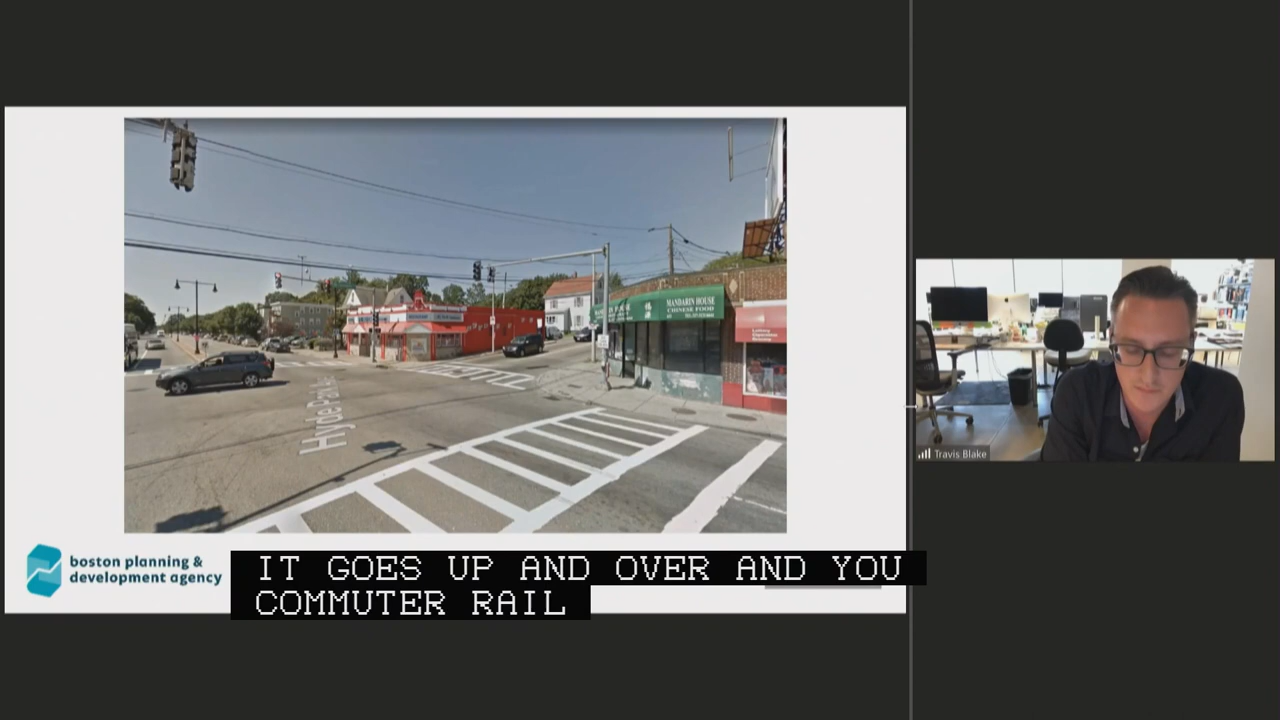 MANDARIN HOUSE
CHINESE FOOD
Hyde Park
boston planning &
development agency
IT GOES UP AND OVER AND YOU
COMMUTER RAIL
Travis Blake